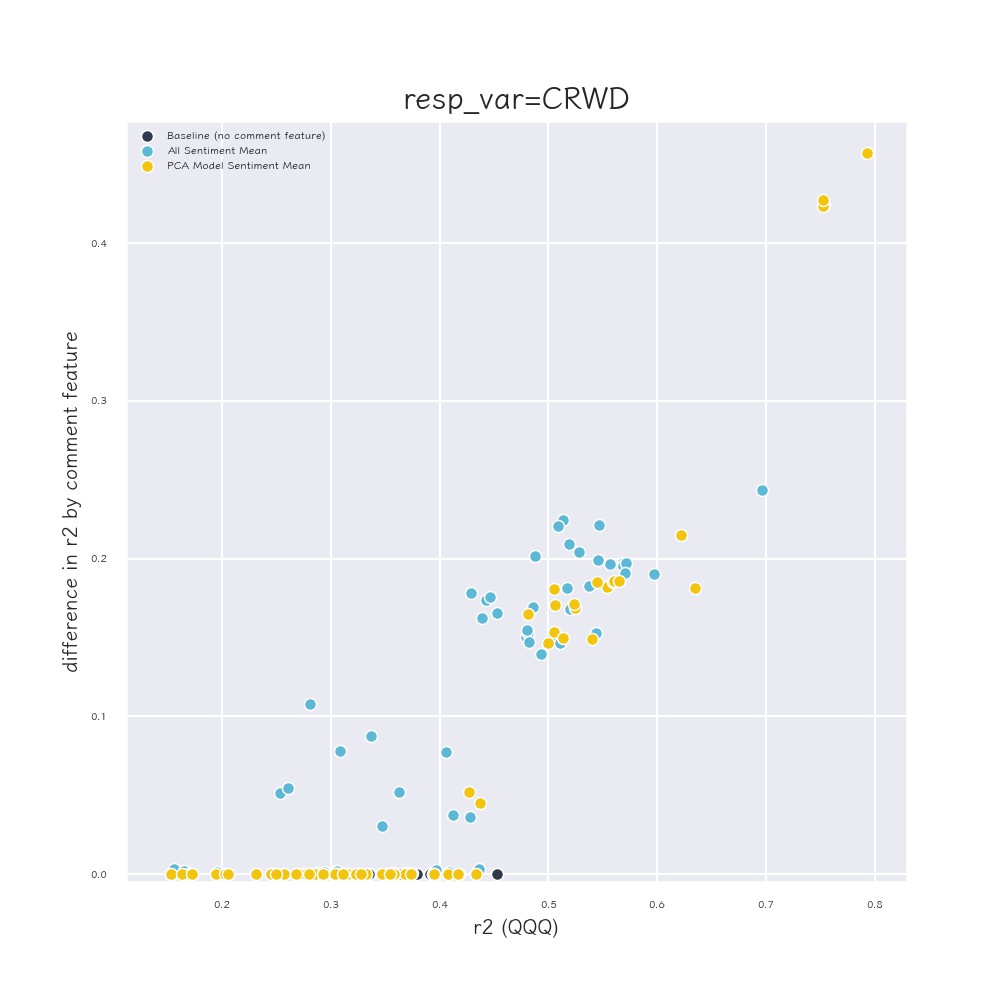 resp_var=CRWD
Baseline (no comment feature)
All Sentiment Mean
PCA Model Sentiment Mean
difference in r2 by comment feature
0.4
0.3
0.2
0.1
0.0
0.2 0.3 0.4 0.5 0.6 0.7 0.8
r2 (QQQ)